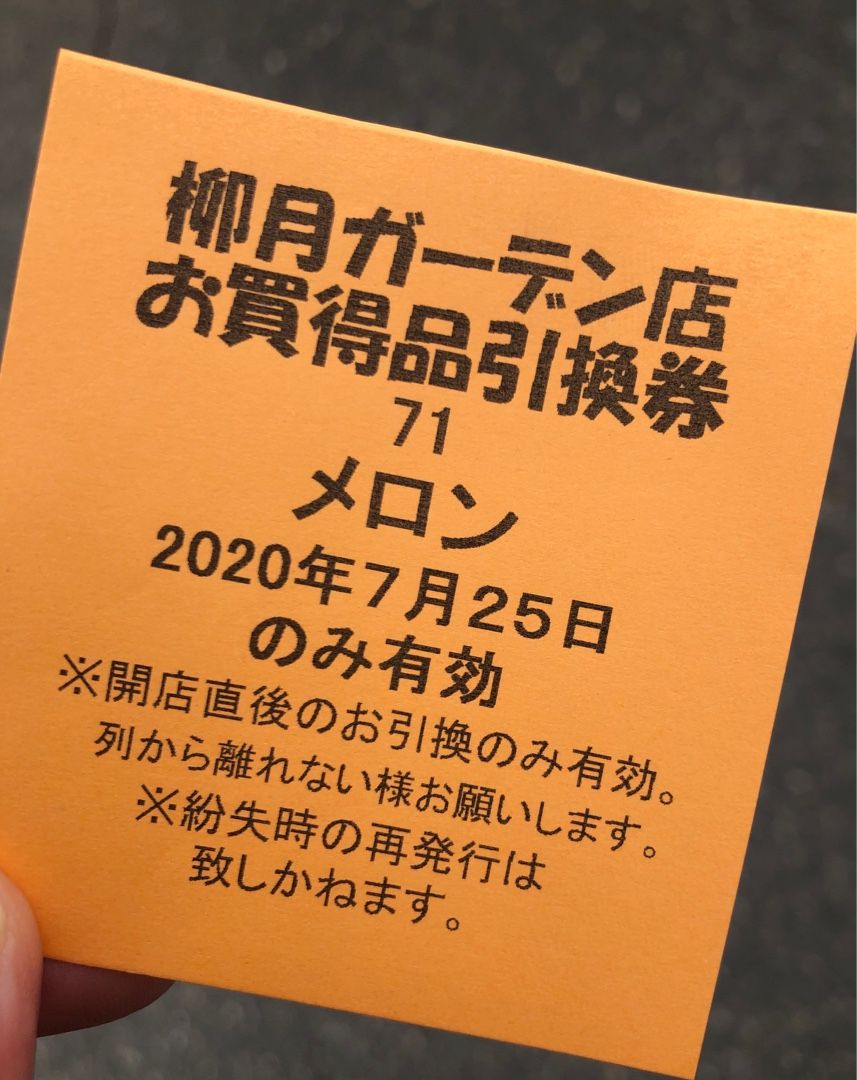 柳月ガーデン店
お買得品引換券
71
メロン
2020年7月25日
のみ有効
※開店直後のお引換のみ有効。
列から離れない様お願いします。
※紛失時の再発行は
致しかねます。